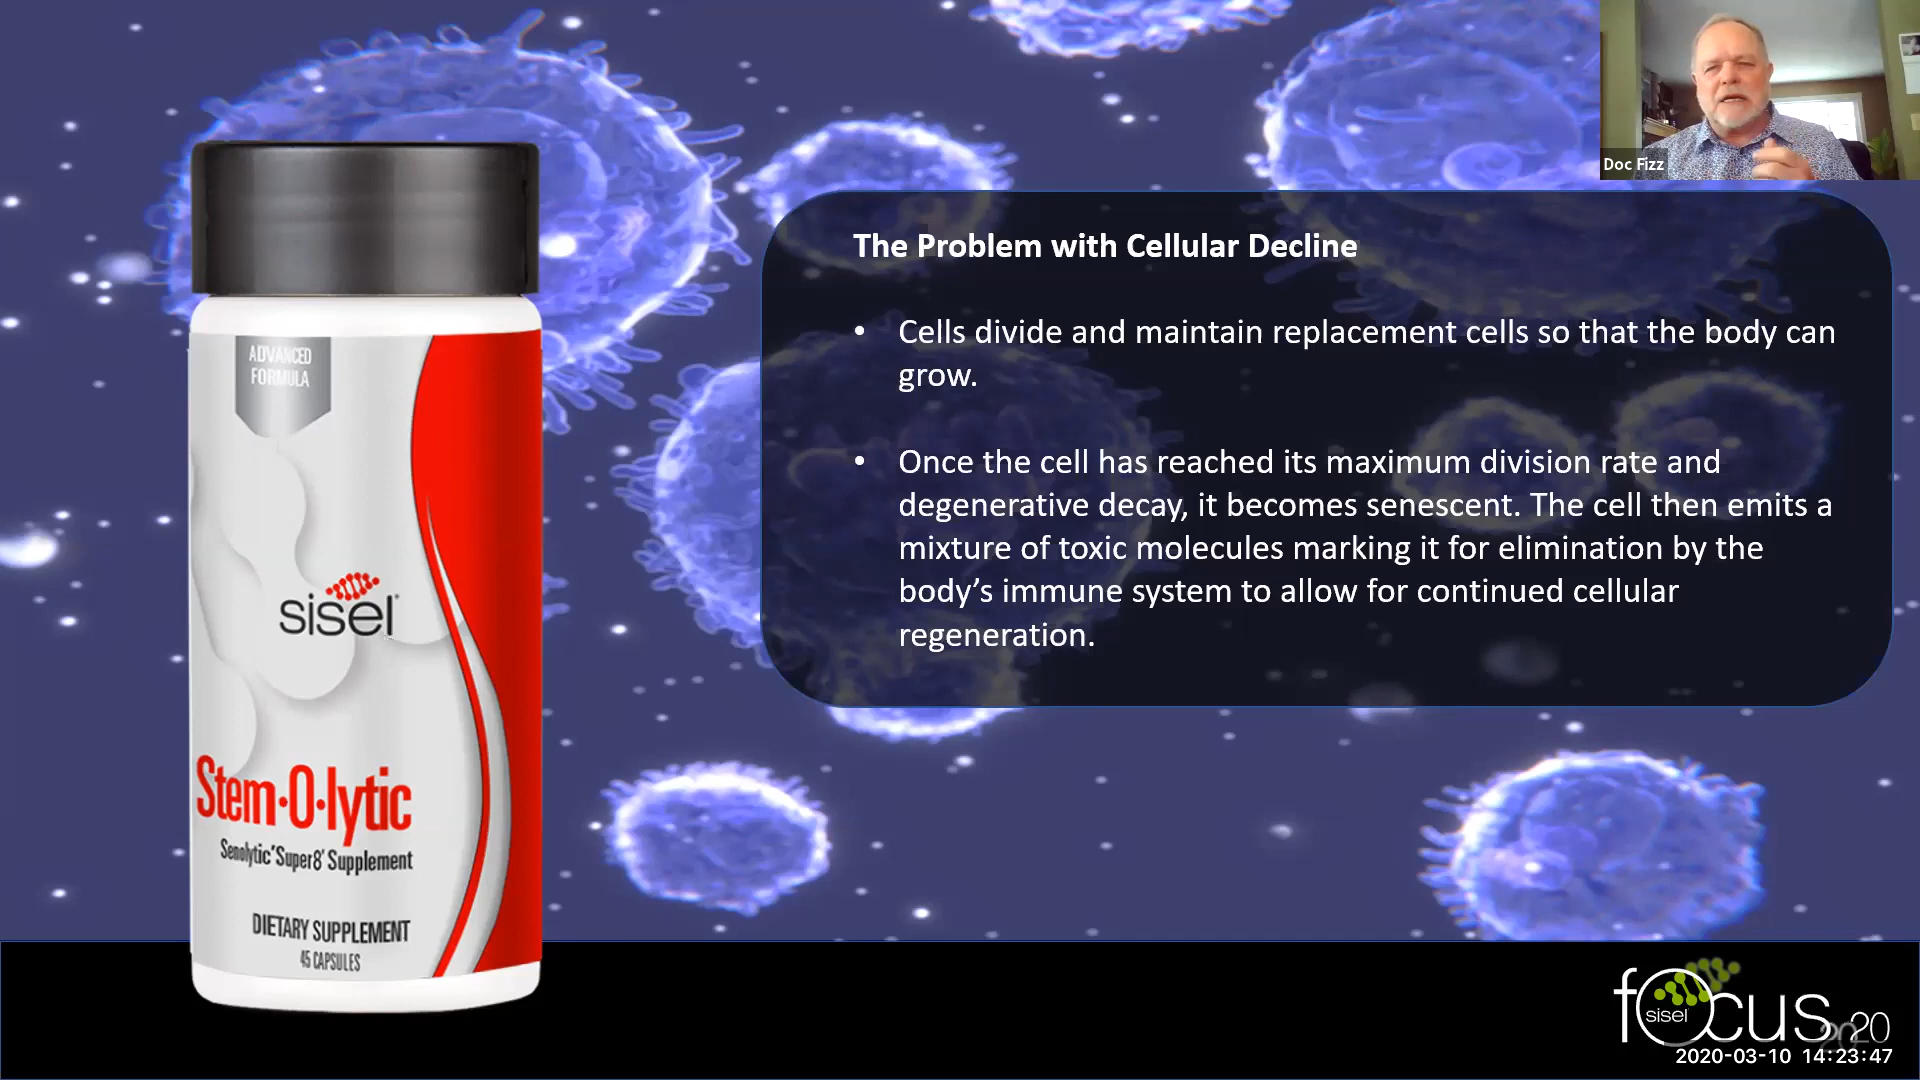 Doc Fizz
The Problem with Cellular Decline
• Cells divide and maintain replacement cells so that the body can
grow.
• Once the cell has reached its maximum division rate and
degenerative decay, it becomes senescent. The cell then emits a
mixture of toxic molecules marking it for elimination by the
body’s immune system to allow for continued cellular
regeneration.
ADVANCED
FORMULA
sisel®
Stem·O·lytic
Senolytic "Super8" Supplement
DIETARY SUPPLEMENT
45 CAPSULES
focus
sisel
2020
2020-03-10 14:23:47